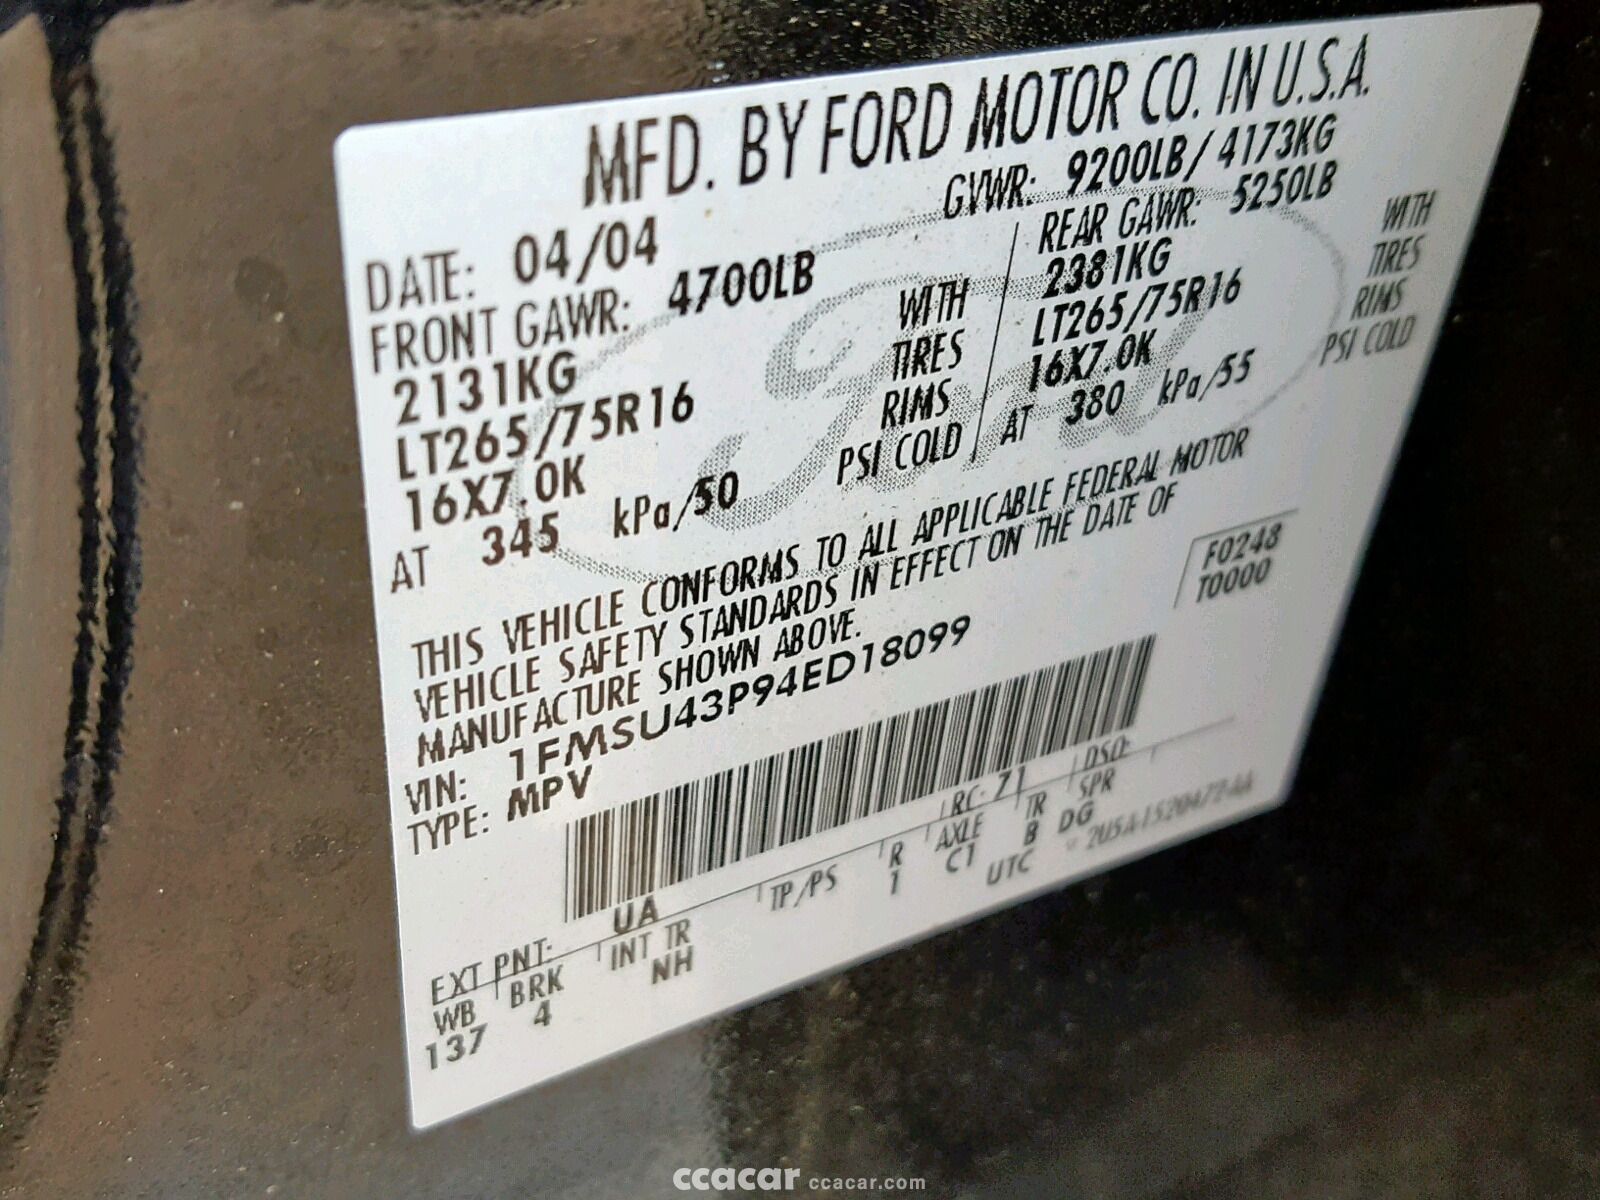 MFD. BY FORD MOTOR CO. IN U.S.A.
DATE: 04/04 GVWR: 9200LB/4173KG
FRONT GAWR: 4700LB REAR GAWR: 5250LB
2131KG WITH 2381KG WITH
LT265/75R16 TIRES LT265/75R16 TIRES
16X7.0K RIMS 16X7.0K RIMS
AT 345 kPa/50 PSI COLD AT 380 kPa/55 PSI COLD
THIS VEHICLE CONFORMS TO ALL APPLICABLE FEDERAL MOTOR
VEHICLE SAFETY STANDARDS IN EFFECT ON THE DATE OF
MANUFACTURE SHOWN ABOVE.
F0248
T0000
VIN: 1FMSU43P94ED18099
TYPE: MPV
EXT PNT: UA RC: 71 DSO:
WB BRK INT TR TP/PS R AXLE TR SPR
137 4 NH 1 C1 B DG
UTC
Ford
ccacar ccacar.com